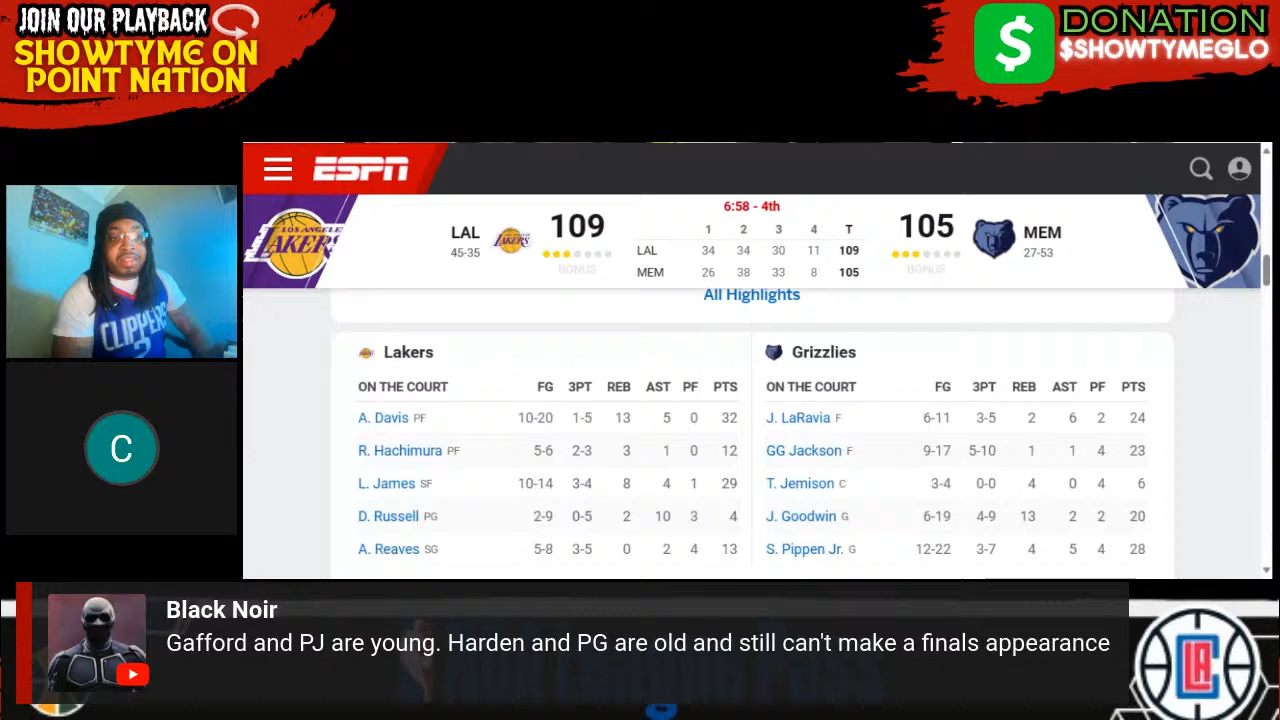 JOIN OUR PLAYBACK
SHOWTYME ON
POINT NATION
DONATION
$SHOWTYMEGLO
$
ESPN
LOS ANGELES
LAKERS
LAL
45-35
LAKERS
109
BONUS
6:58 - 4th
1 2 3 4 T
LAL 34 34 30 11 109
MEM 26 38 33 8 105
105
BONUS
MEM
27-53
All Highlights
Lakers
ON THE COURT FG 3PT REB AST PF PTS
A. Davis PF 10-20 1-5 13 5 0 32
R. Hachimura PF 5-6 2-3 3 1 0 12
L. James SF 10-14 3-4 8 4 1 29
D. Russell PG 2-9 0-5 2 10 3 4
A. Reaves SG 5-8 3-5 0 2 4 13
Grizzlies
ON THE COURT FG 3PT REB AST PF PTS
J. LaRavia F 6-11 3-5 2 6 2 24
GG Jackson F 9-17 5-10 1 1 4 23
T. Jemison C 3-4 0-0 4 0 4 6
J. Goodwin G 6-19 4-9 13 2 2 20
S. Pippen Jr. G 12-22 3-7 4 5 4 28
CLIPPERS
C
Black Noir
Gafford and PJ are young. Harden and PG are old and still can't make a finals appearance